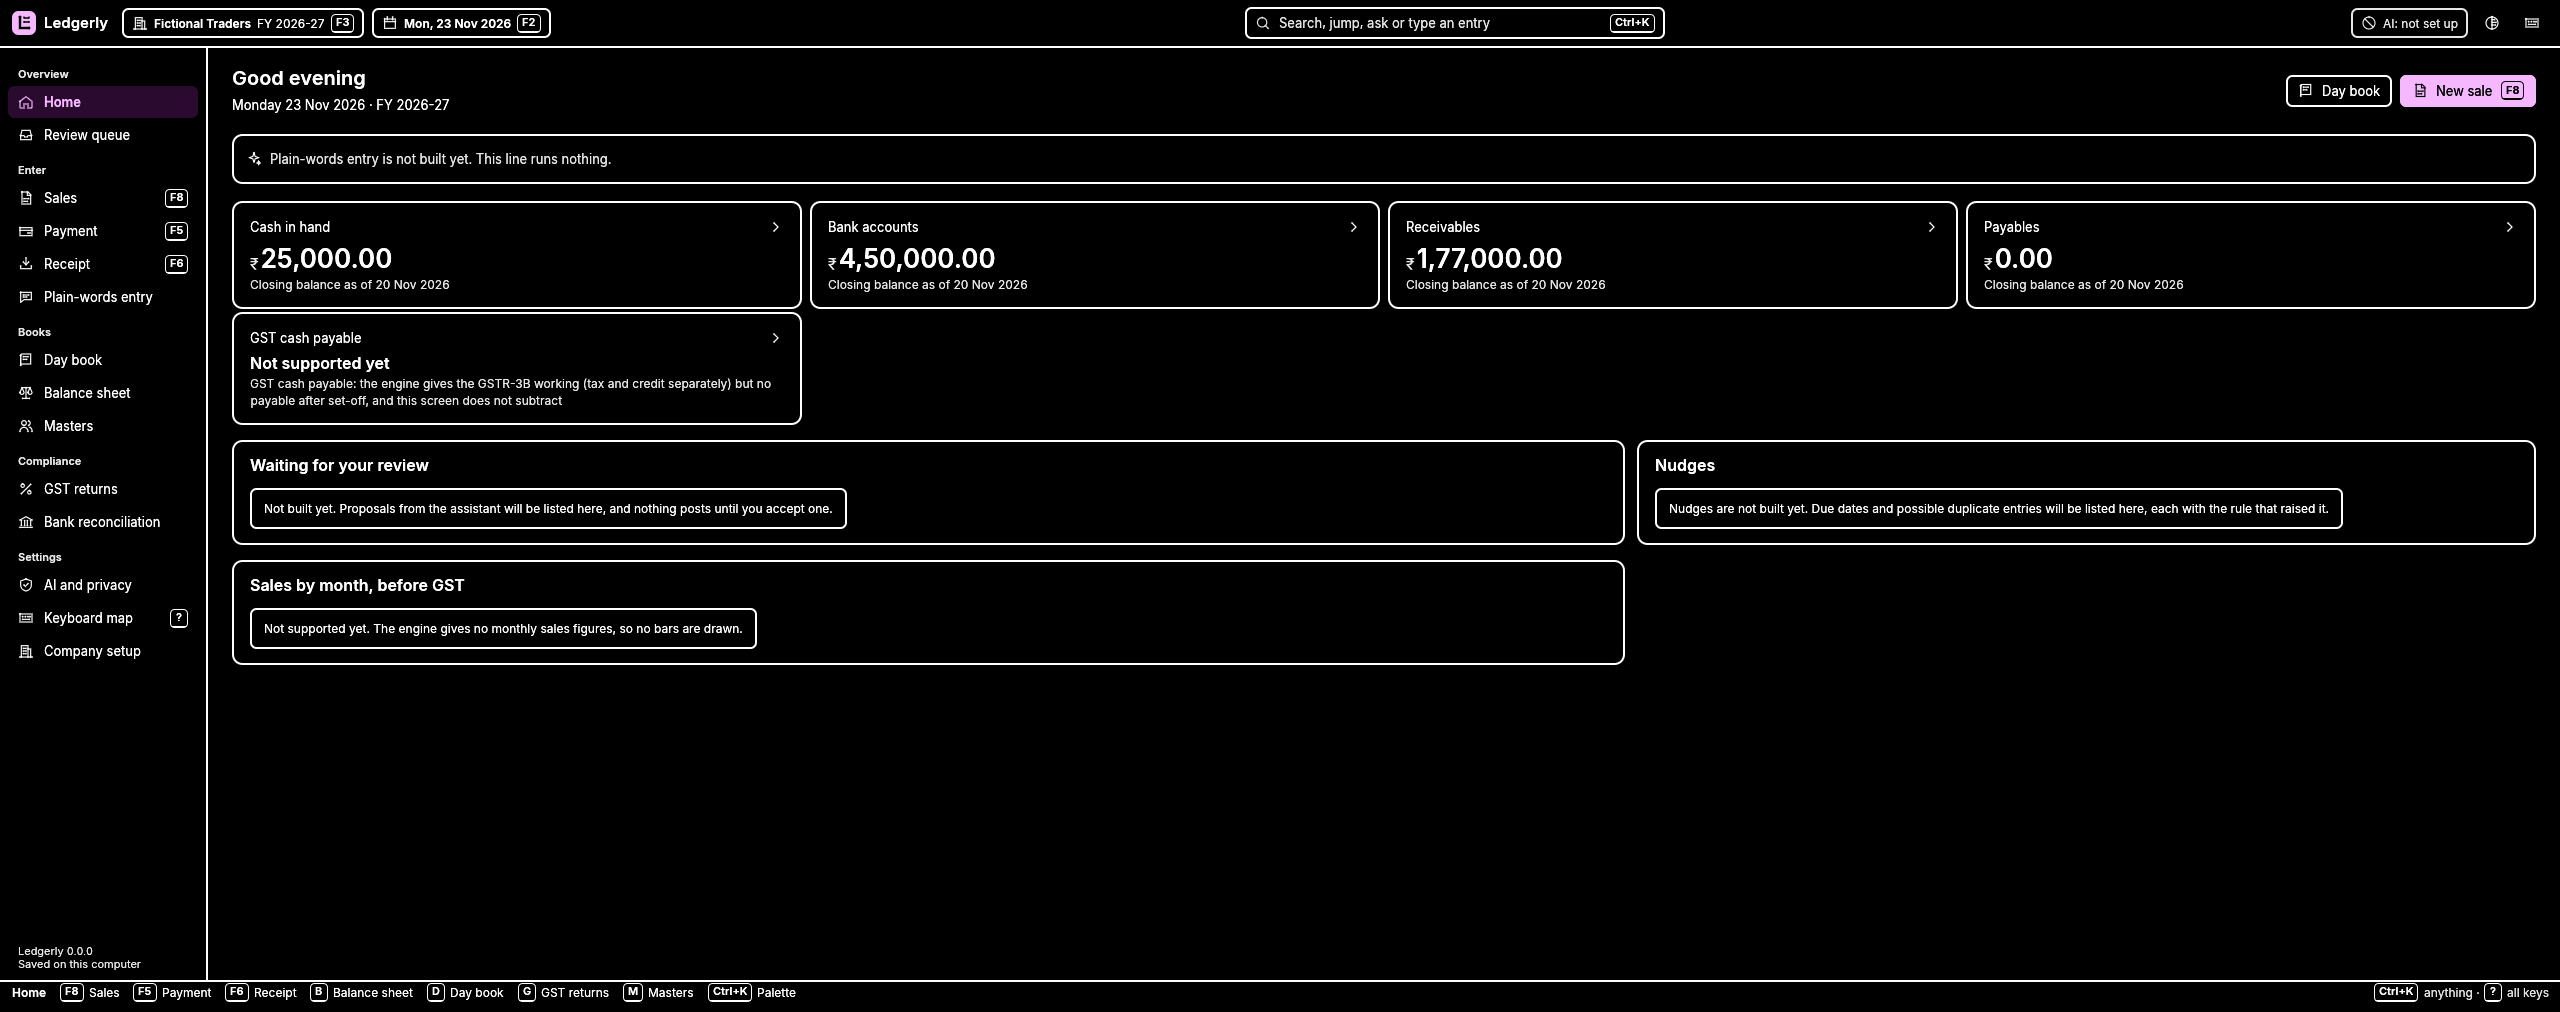 Ledgerly
Fictional Traders FY 2026-27 F3
Mon, 23 Nov 2026 F2
Search, jump, ask or type an entry Ctrl+K
AI: not set up
Overview
Home
Review queue
Enter
Sales F8
Payment F5
Receipt F6
Plain-words entry
Books
Day book
Balance sheet
Masters
Compliance
GST returns
Bank reconciliation
Settings
AI and privacy
Keyboard map ?
Company setup
Ledgerly 0.0.0
Saved on this computer
Good evening
Monday 23 Nov 2026 · FY 2026-27
Day book
New sale F8
Plain-words entry is not built yet. This line runs nothing.
Cash in hand
₹25,000.00
Closing balance as of 20 Nov 2026
Bank accounts
₹4,50,000.00
Closing balance as of 20 Nov 2026
Receivables
₹1,77,000.00
Closing balance as of 20 Nov 2026
Payables
₹0.00
Closing balance as of 20 Nov 2026
GST cash payable
Not supported yet
GST cash payable: the engine gives the GSTR-3B working (tax and credit separately) but no
payable after set-off, and this screen does not subtract
Waiting for your review
Not built yet. Proposals from the assistant will be listed here, and nothing posts until you accept one.
Nudges
Nudges are not built yet. Due dates and possible duplicate entries will be listed here, each with the rule that raised it.
Sales by month, before GST
Not supported yet. The engine gives no monthly sales figures, so no bars are drawn.
Home F8 Sales F5 Payment F6 Receipt B Balance sheet D Day book G GST returns M Masters Ctrl+K Palette
Ctrl+K anything · ? all keys